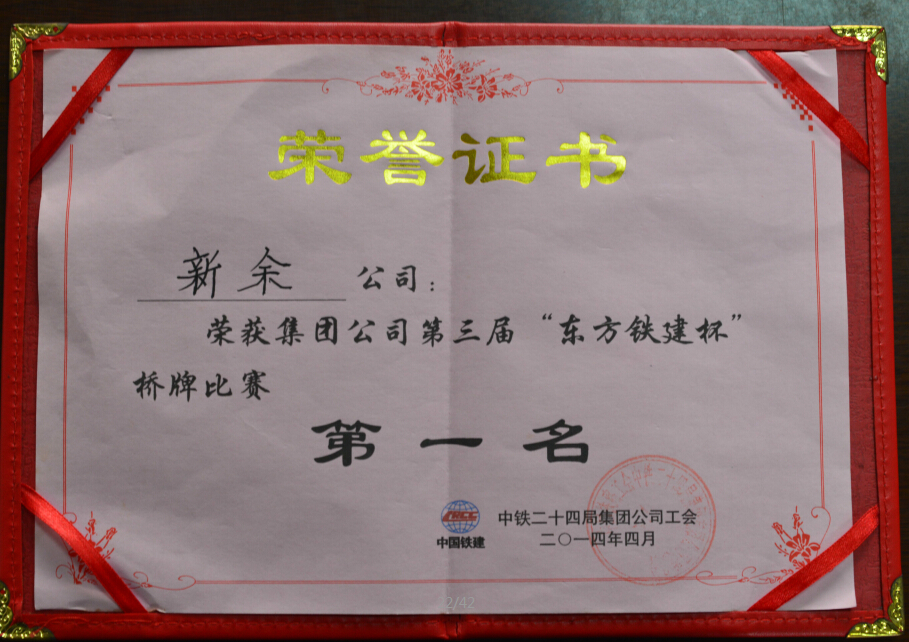 荣誉证书
新余 公司：
荣获集团公司第三届“东方铁建杯”
桥牌比赛
第一名
中国铁建
中铁二十四局集团公司工会
二〇一四年四月
2/42